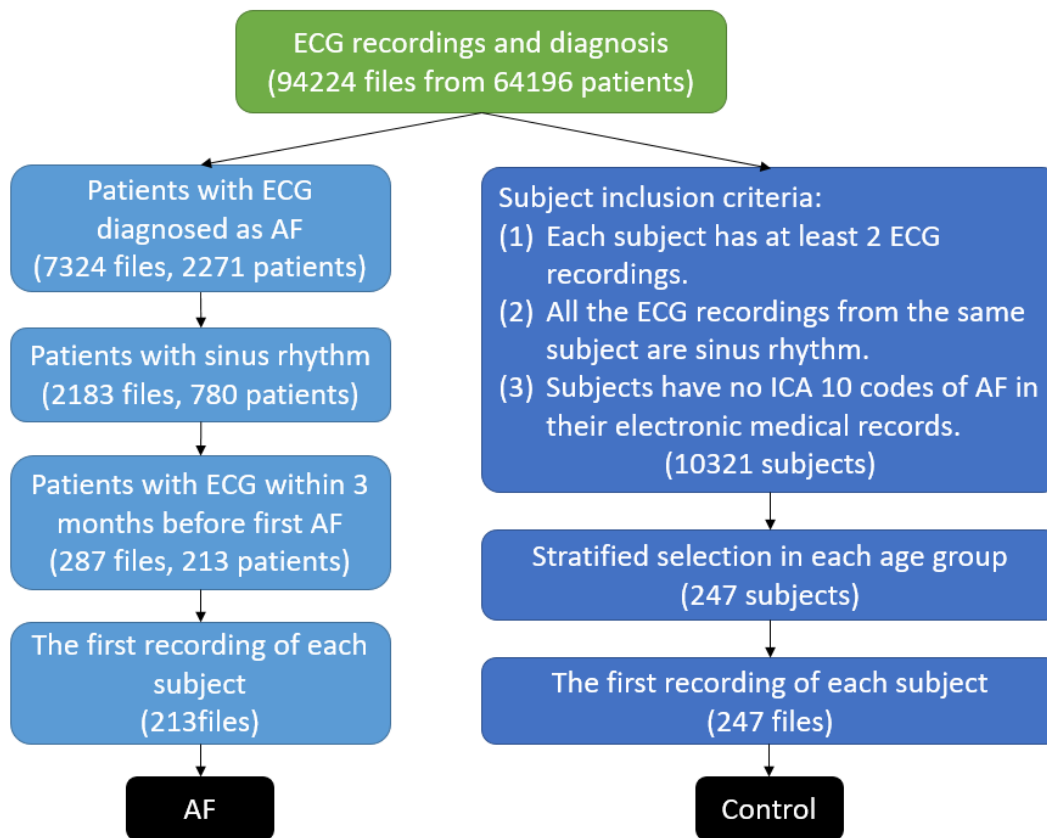 ECG recordings and diagnosis
(94224 files from 64196 patients)
Patients with ECG
diagnosed as AF
(7324 files, 2271 patients)
Patients with sinus rhythm
(2183 files, 780 patients)
Patients with ECG within 3
months before first AF
(287 files, 213 patients)
The first recording of each
subject
(213files)
AF
Subject inclusion criteria:
(1) Each subject has at least 2 ECG
recordings.
(2) All the ECG recordings from the same
subject are sinus rhythm.
(3) Subjects have no ICA 10 codes of AF in
their electronic medical records.
(10321 subjects)
Stratified selection in each age group
(247 subjects)
The first recording of each subject
(247 files)
Control